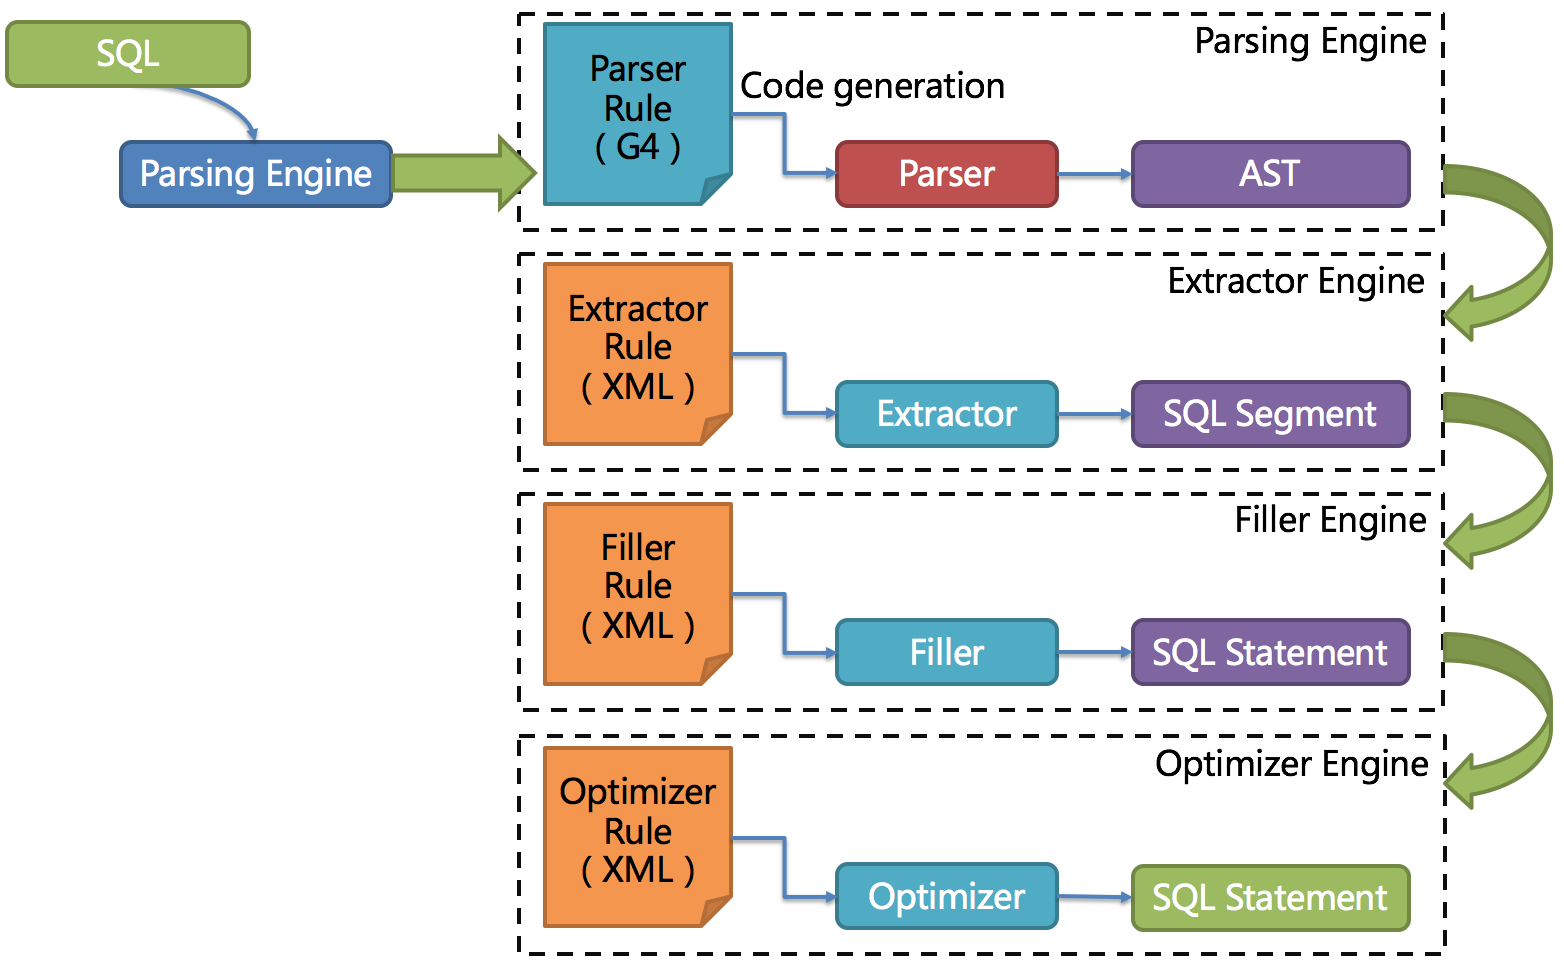 SQL
Parsing Engine
Parsing Engine
Parser
Rule
( G4 )
Code generation
Parser
AST
Extractor Engine
Extractor
Rule
( XML )
Extractor
SQL Segment
Filler Engine
Filler
Rule
( XML )
Filler
SQL Statement
Optimizer Engine
Optimizer
Rule
( XML )
Optimizer
SQL Statement